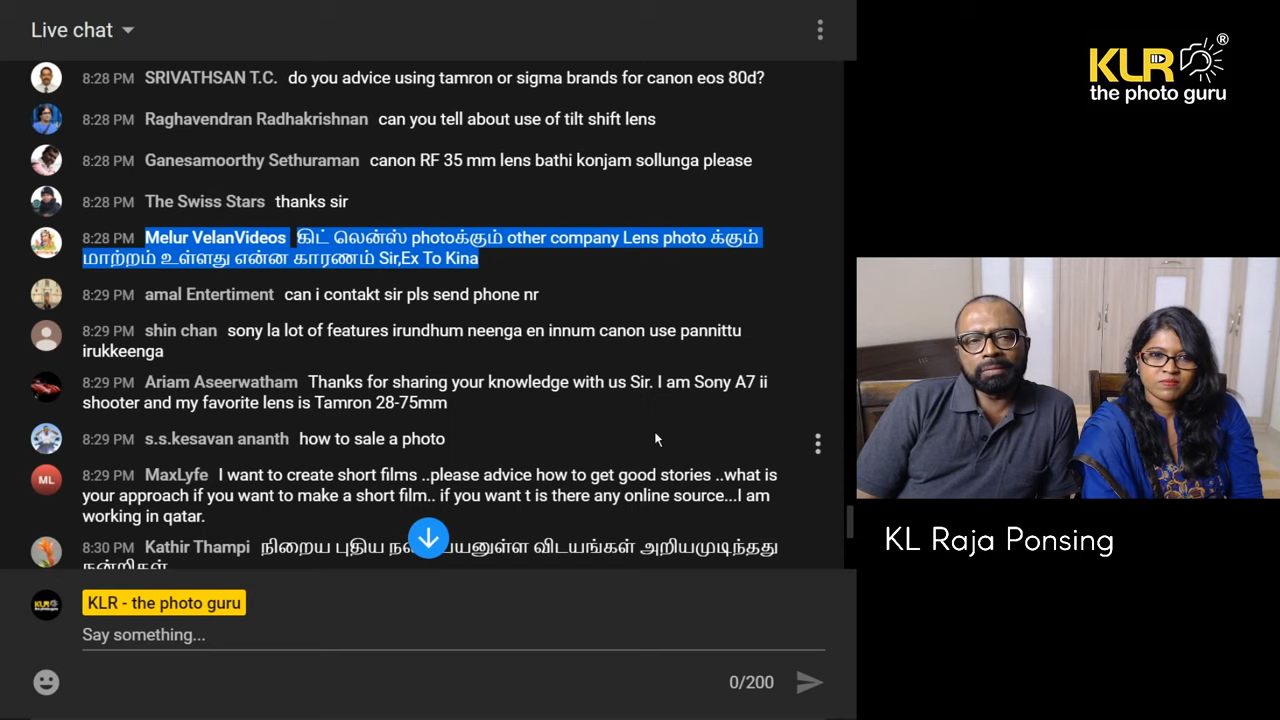 Live chat
8:28 PM SRIVATHSAN T.C. do you advice using tamron or sigma brands for canon eos 80d?
8:28 PM Raghavendran Radhakrishnan can you tell about use of tilt shift lens
8:28 PM Ganesamoorthy Sethuraman canon RF 35 mm lens bathi konjam sollunga please
8:28 PM The Swiss Stars thanks sir
8:28 PM Melur VelanVideos கிட் லென்ஸ் photoக்கும் other company Lens photo க்கும்
மாற்றம் உள்ளது என்ன காரணம் Sir,Ex To Kina
8:29 PM amal Entertiment can i contakt sir pls send phone nr
8:29 PM shin chan sony la lot of features irundhum neenga en innum canon use pannittu
irukkeenga
8:29 PM Ariam Aseerwatham Thanks for sharing your knowledge with us Sir. I am Sony A7 ii
shooter and my favorite lens is Tamron 28-75mm
8:29 PM s.s.kesavan ananth how to sale a photo
ML
8:29 PM MaxLyfe I want to create short films ..please advice how to get good stories ..what is
your approach if you want to make a short film.. if you want t is there any online source...I am
working in qatar.
8:30 PM Kathir Thampi நிறைய புதிய விடயங்கள் அறியமுடிந்தது
நன்றிகள்
KLR - the photo guru
Say something...
0/200
KLR ®
the photo guru
KL Raja Ponsing